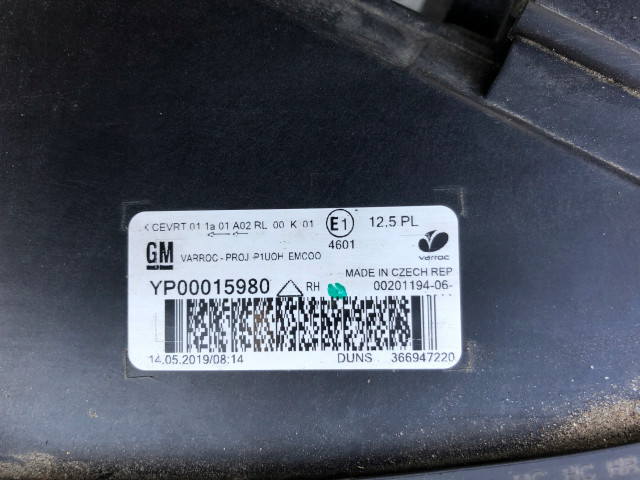 CEVRT 01 1a 01 A02 RL 00 K 01 E1 12.5 PL
4601
GM VARROC - PROJ P1UOH EMCOO varroc
MADE IN CZECH REP
YP00015980 RH 00201194-06-
14.05.2019/08:14 DUNS 366947220